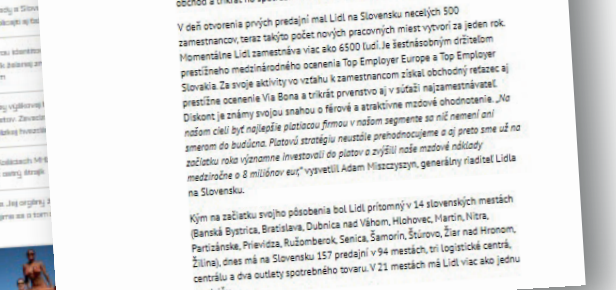 obchod a trikrát na
V deň otvorenia prvých predajní mal Lidl na Slovensku necelých 500
zamestnancov, teraz takýto počet nových pracovných miest vytvorí za jeden rok.
Momentálne Lidl zamestnáva viac ako 6500 ľudí. Je šestnásobným držiteľom
prestížneho medzinárodného ocenenia Top Employer Europe a Top Employer
Slovakia. Za svoje aktivity vo vzťahu k zamestnancom získal obchodný reťazec aj
prestížne ocenenie Via Bona a trikrát prvenstvo aj v súťaži najzamestnávateľ.
Diskont je známy svojou snahou o férové a atraktívne mzdové ohodnotenie. „Na
našom cieli byť najlepšie platiacou firmou v našom segmente sa nič nemení ani
smerom do budúcna. Platovú stratégiu neustále prehodnocujeme a aj preto sme už na
začiatku roka významne investovali do platov a zvýšili naše mzdové náklady
medziročne o 8 miliónov eur,“ vysvetlil Adam Miszczyszyn, generálny riaditeľ Lidla
na Slovensku.
Kým na začiatku svojho pôsobenia bol Lidl prítomný v 14 slovenských mestách
(Banská Bystrica, Bratislava, Dubnica nad Váhom, Hlohovec, Martin, Nitra,
Partizánske, Prievidza, Ružomberok, Senica, Šamorín, Štúrovo, Žiar nad Hronom,
Žilina), dnes má na Slovensku 157 predajní v 94 mestách, tri logistické centrá,
centrálu a dva outlety spotrebného tovaru. V 21 mestách má Lidl viac ako jednu